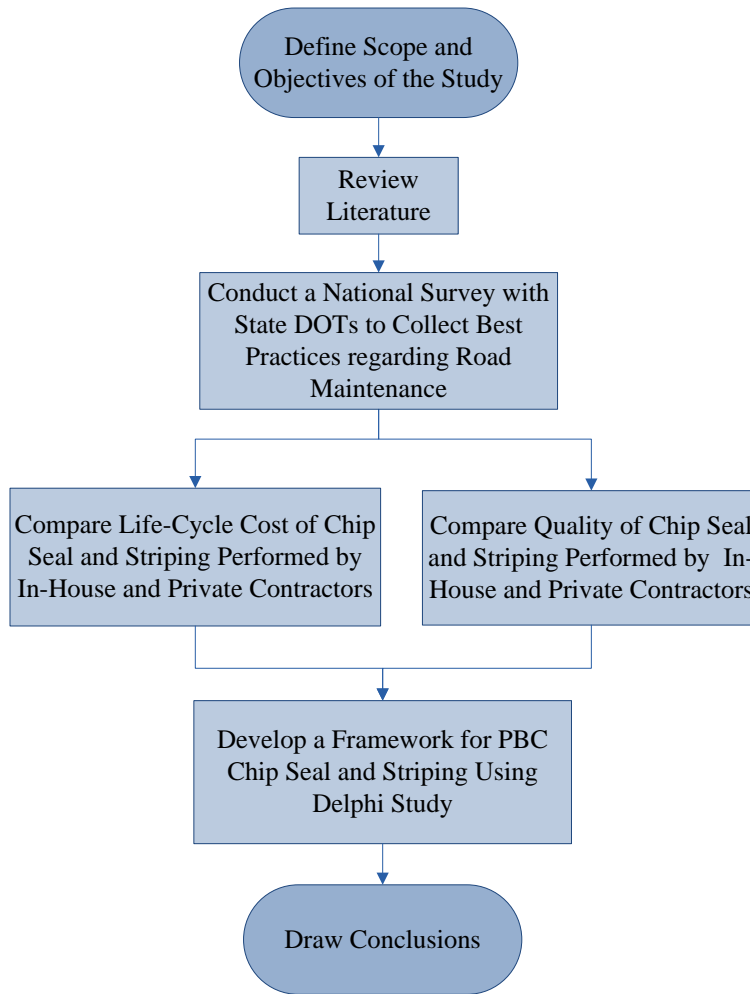 Define Scope and
Objectives of the Study
Review
Literature
Conduct a National Survey with
State DOTs to Collect Best
Practices regarding Road
Maintenance
Compare Life-Cycle Cost of Chip
Seal and Striping Performed by
In-House and Private Contractors
Compare Quality of Chip Seal
and Striping Performed by In-
House and Private Contractors
Develop a Framework for PBC
Chip Seal and Striping Using
Delphi Study
Draw Conclusions